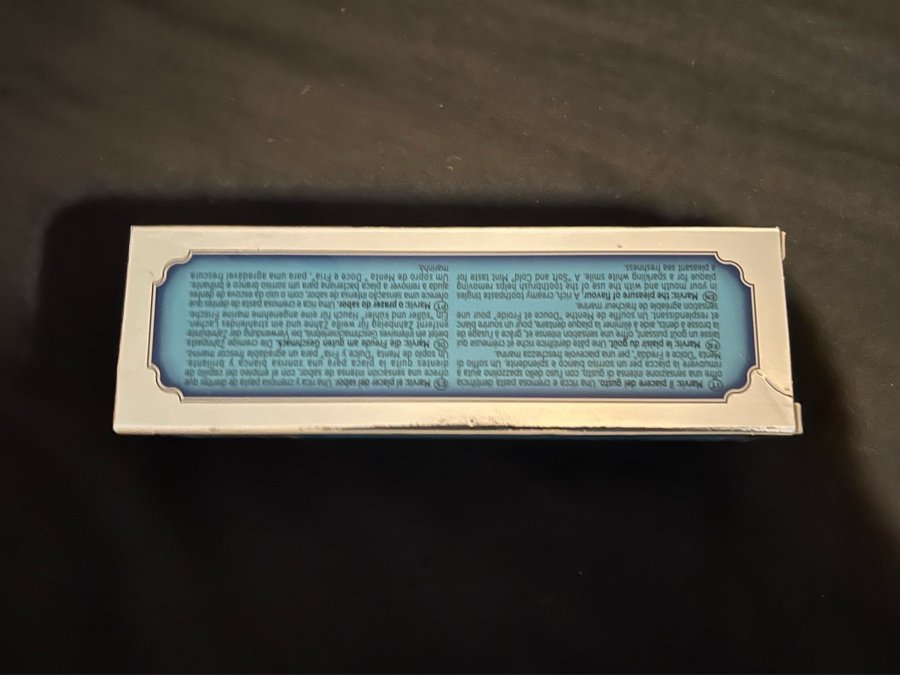 IT Marvis: il piacere del gusto. Una ricca e cremosa pasta dentifricia
offre una sensazione intensa di gusto, con l'uso dello spazzolino aiuta a
rimuovere la placca per un sorriso bianco e splendente. Un soffio di
Menta "Dolce e Fredda", per una piacevole freschezza marina.
FR Marvis: le plaisir du goût. Une pâte dentifrice riche et crémeuse qui
laisse un goût puissant, offre une sensation intense et, grâce à l'usage de
la brosse à dents, aide à éliminer la plaque dentaire, pour un sourire blanc
et resplendissant. Un souffle de Menthe "Douce et Froide", pour une
sensation agréable de fraîcheur marine.
EN Marvis: the pleasure of flavour. A rich, creamy toothpaste tingles
in your mouth and with the use of the toothbrush helps removing
plaque for a sparkling white smile. A "Soft and Cold" Mint taste for
a pleasant sea freshness.
ES Marvis: el placer del sabor. Una rica y cremosa pasta de dientes que
ofrece una sensación intensa de sabor, con el uso del cepillo de
dientes quita la placa para una sonrisa blanca y brillante.
Un soplo de Menta "Dulce y Fria" para un agradable frescor marino.
DE Marvis: die Freude am guten Geschmack. Die cremige Zahnpasta
bietet ein intensives Geschmackserlebnis, bei Verwendung der Zahnbürste
entfernt Zahnbelag für weiße Zähne und ein strahlendes Lachen.
Ein "süßer und kühler" Hauch für eine angenehme marine Frische.
PT Marvis: o prazer do sabor. Uma rica e cremosa pasta de dentes que
oferece uma sensação intensa de sabor, com o uso da escova de dentes
ajuda a remover a placa bacteriana para um sorriso branco e brilhante.
Um sopro de Menta "Doce e Fria", para uma agradável frescura
marinha.